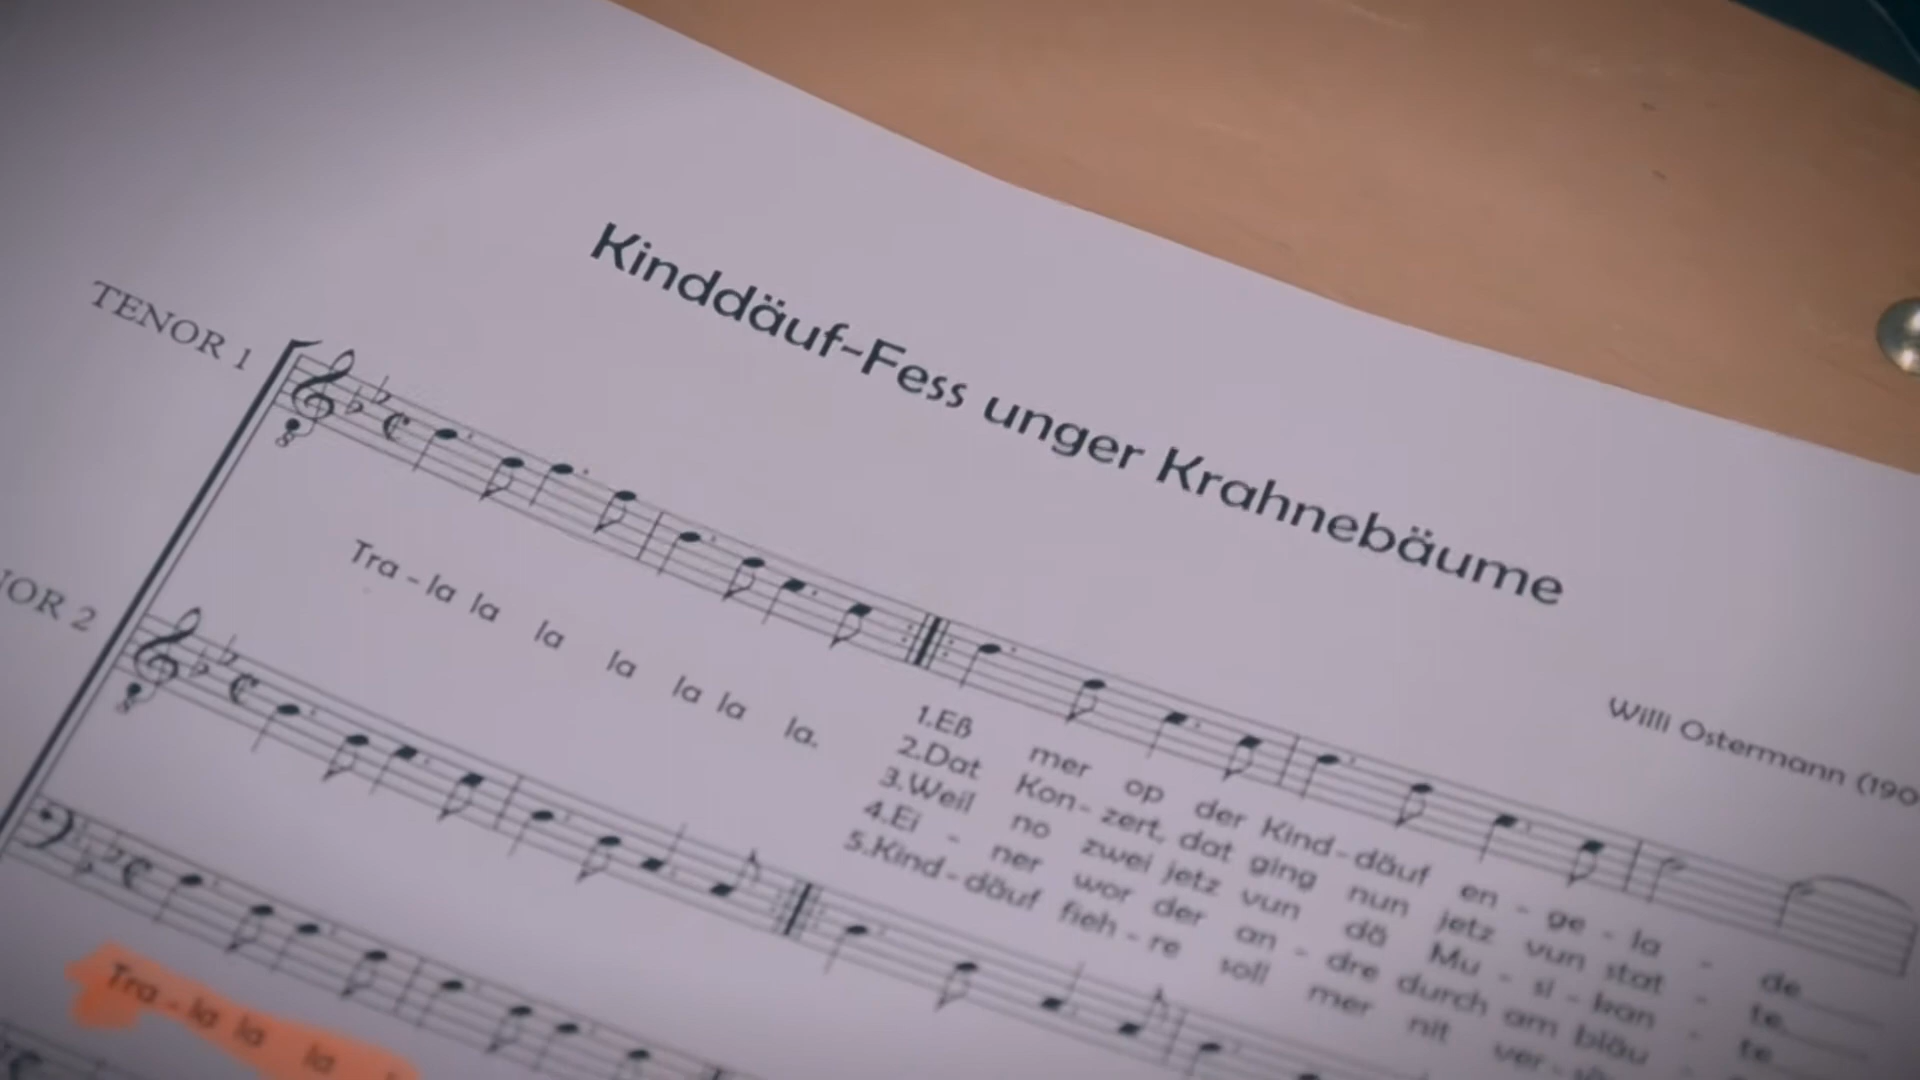 Kinddäuf-Fess unger Krahnebäume
TENOR 1
Willi Ostermann (190
Tra - la la la la la la la.
1.Eß mer op der Kind - däuf en - ge - la - de
2.Dat Kon - zert, dat ging nun jetz vun stat - te
3.Weil no zwei jetz vun dä Mu - si - kan - te
4.Ei - ner wor der an - dre durch am bläu
5.Kind - däuf fieh - re soll mer nit ver -
NOR 2
Tra - la la la